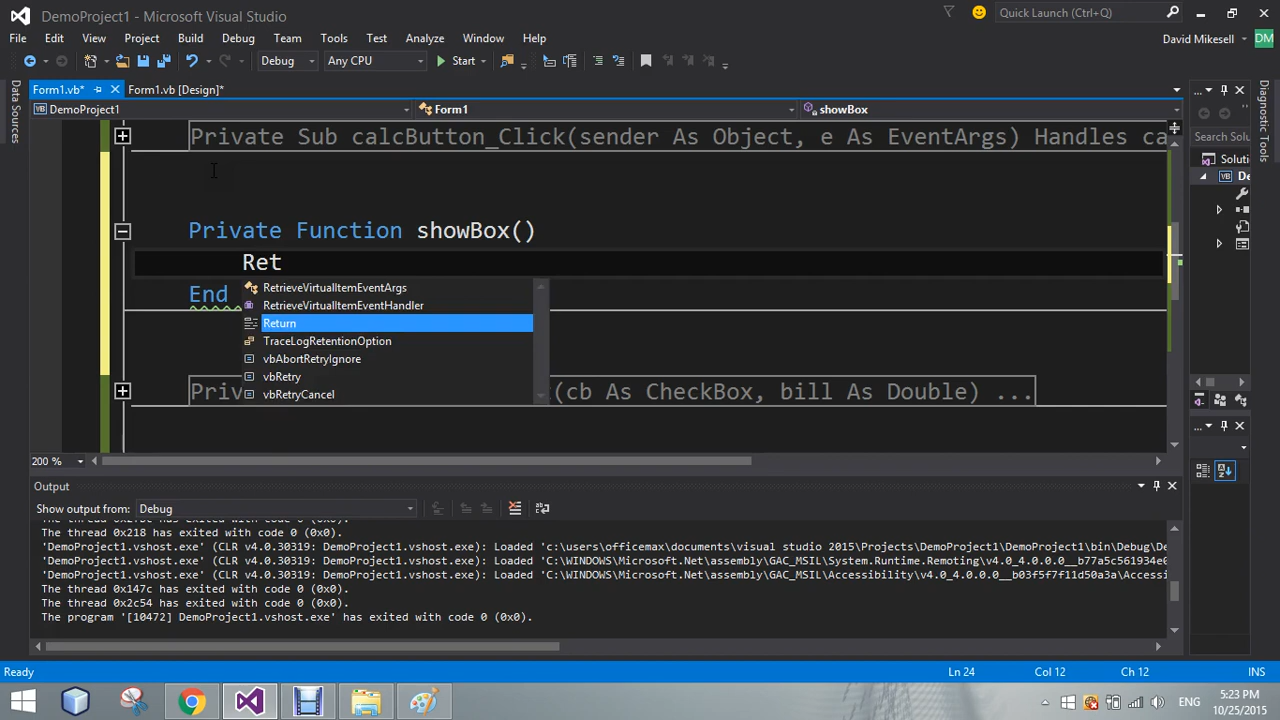 DemoProject1 - Microsoft Visual Studio
Quick Launch (Ctrl+Q)
File Edit View Project Build Debug Team Tools Test Analyze Window Help
David Mikesell DM
Debug Any CPU Start
Form1.vb* Form1.vb [Design]*
DemoProject1 Form1 showBox
Data Sources
Diagnostic Tools
Search Solu
Soluti
De
Private Sub calcButton_Click(sender As Object, e As EventArgs) Handles ca
Private Function showBox()
Ret
End
RetrieveVirtualItemEventArgs
RetrieveVirtualItemEventHandler
Return
TraceLogRetentionOption
vbAbortRetryIgnore
vbRetry
vbRetryCancel
Priv (cb As CheckBox, bill As Double) ...
200 %
Output
Show output from: Debug
The thread 0x218 has exited with code 0 (0x0).
'DemoProject1.vshost.exe' (CLR v4.0.30319: DemoProject1.vshost.exe): Loaded 'c:\users\officemax\documents\visual studio 2015\Projects\DemoProject1\DemoProject1\bin\Debug\De
'DemoProject1.vshost.exe' (CLR v4.0.30319: DemoProject1.vshost.exe): Loaded 'C:\WINDOWS\Microsoft.Net\assembly\GAC_MSIL\System.Runtime.Remoting\v4.0_4.0.0.0__b77a5c561934e0
'DemoProject1.vshost.exe' (CLR v4.0.30319: DemoProject1.vshost.exe): Loaded 'C:\WINDOWS\Microsoft.Net\assembly\GAC_MSIL\Accessibility\v4.0_4.0.0.0__b03f5f7f11d50a3a\Accessi
The thread 0x147c has exited with code 0 (0x0).
The thread 0x2c54 has exited with code 0 (0x0).
The program '[10472] DemoProject1.vshost.exe' has exited with code 0 (0x0).
Ready Ln 24 Col 12 Ch 12 INS
ENG
5:23 PM
10/25/2015